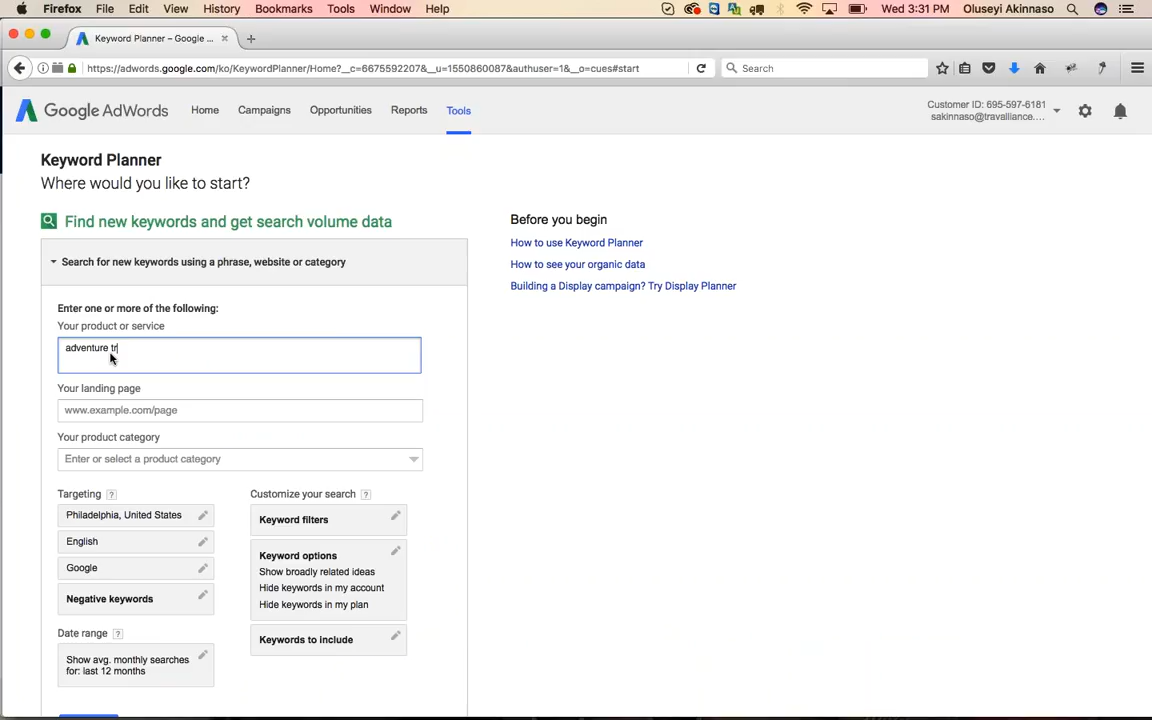 Firefox File Edit View History Bookmarks Tools Window Help Wed 3:31 PM Oluseyi Akinnaso
Keyword Planner – Google ...
https://adwords.google.com/ko/KeywordPlanner/Home?__c=6675592207&__u=1550860087&authuser=1&__o=cues#start Search
Google AdWords Home Campaigns Opportunities Reports Tools
Customer ID: 695-597-6181
sakinnaso@travalliance....
Keyword Planner
Where would you like to start?
Find new keywords and get search volume data
Search for new keywords using a phrase, website or category
Enter one or more of the following:
Your product or service
adventure tr
Your landing page
www.example.com/page
Your product category
Enter or select a product category
Targeting ?
Philadelphia, United States
English
Google
Negative keywords
Date range ?
Show avg. monthly searches
for: last 12 months
Customize your search ?
Keyword filters
Keyword options
Show broadly related ideas
Hide keywords in my account
Hide keywords in my plan
Keywords to include
Before you begin
How to use Keyword Planner
How to see your organic data
Building a Display campaign? Try Display Planner